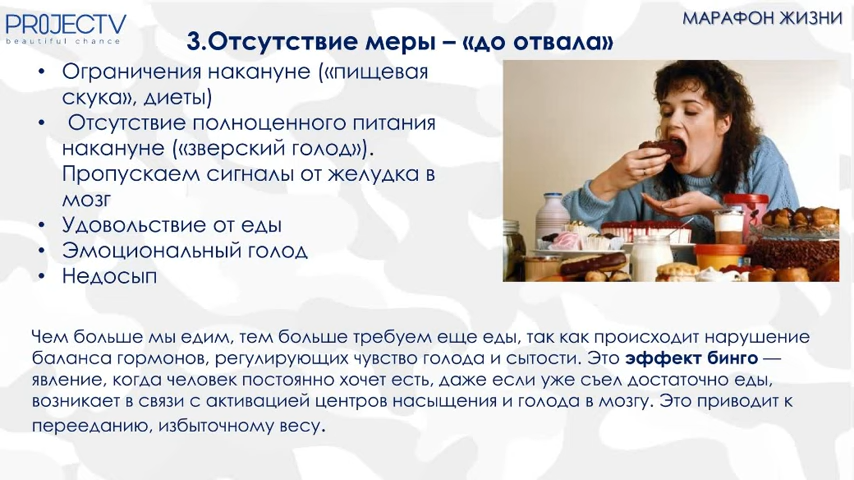 PROJECTV
beautiful chance
МАРАФОН ЖИЗНИ
3.Отсутствие меры – «до отвала»
• Ограничения накануне («пищевая
скука», диеты)
• Отсутствие полноценного питания
накануне («зверский голод»).
Пропускаем сигналы от желудка в
мозг
• Удовольствие от еды
• Эмоциональный голод
• Недосып
Чем больше мы едим, тем больше требуем еще еды, так как происходит нарушение
баланса гормонов, регулирующих чувство голода и сытости. Это эффект бинго —
явление, когда человек постоянно хочет есть, даже если уже съел достаточно еды,
возникает в связи с активацией центров насыщения и голода в мозгу. Это приводит к
перееданию, избыточному весу.